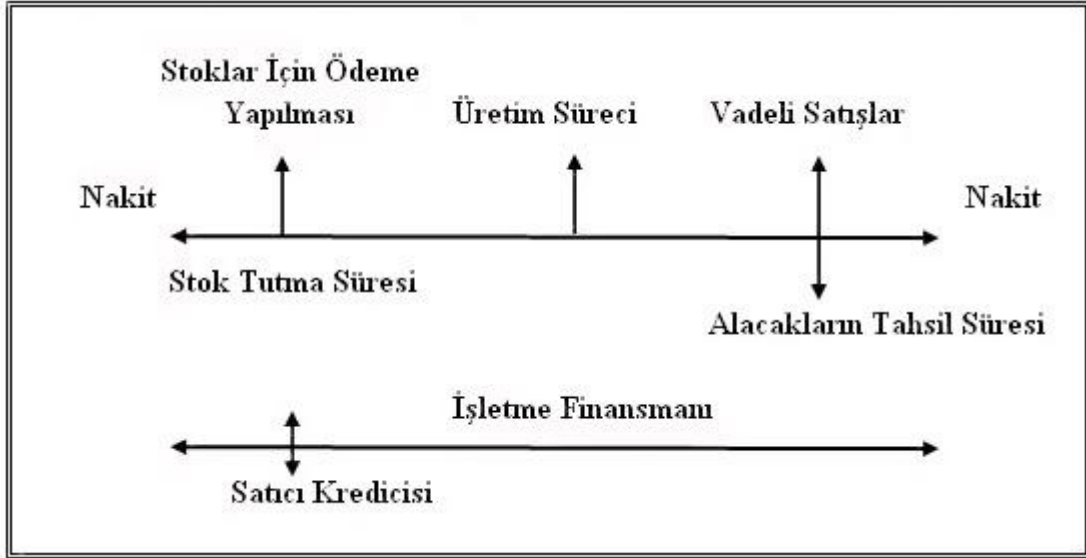 Stoklar İçin Ödeme
Yapılması
Üretim Süreci
Vadeli Satışlar
Nakit
Nakit
Stok Tutma Süresi
Alacakların Tahsil Süresi
İşletme Finansmanı
Satıcı Kredicisi